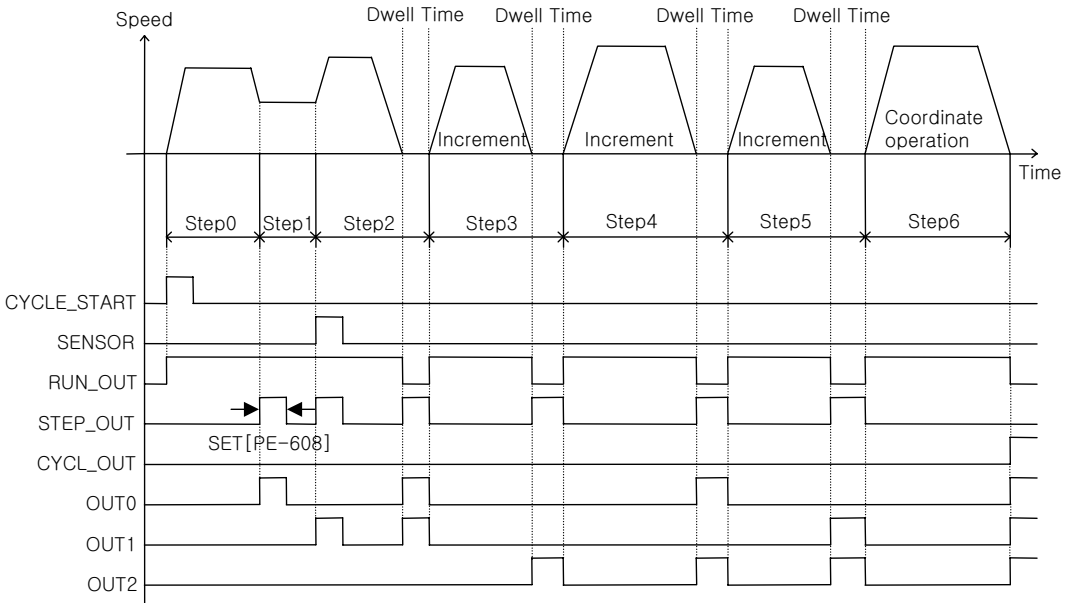 Speed
Dwell Time
Dwell Time
Dwell Time
Dwell Time
Increment
Increment
Increment
Coordinate
operation
Time
Step0
Step1
Step2
Step3
Step4
Step5
Step6
CYCLE_START
SENSOR
RUN_OUT
STEP_OUT
SET[PE-608]
CYCL_OUT
OUT0
OUT1
OUT2